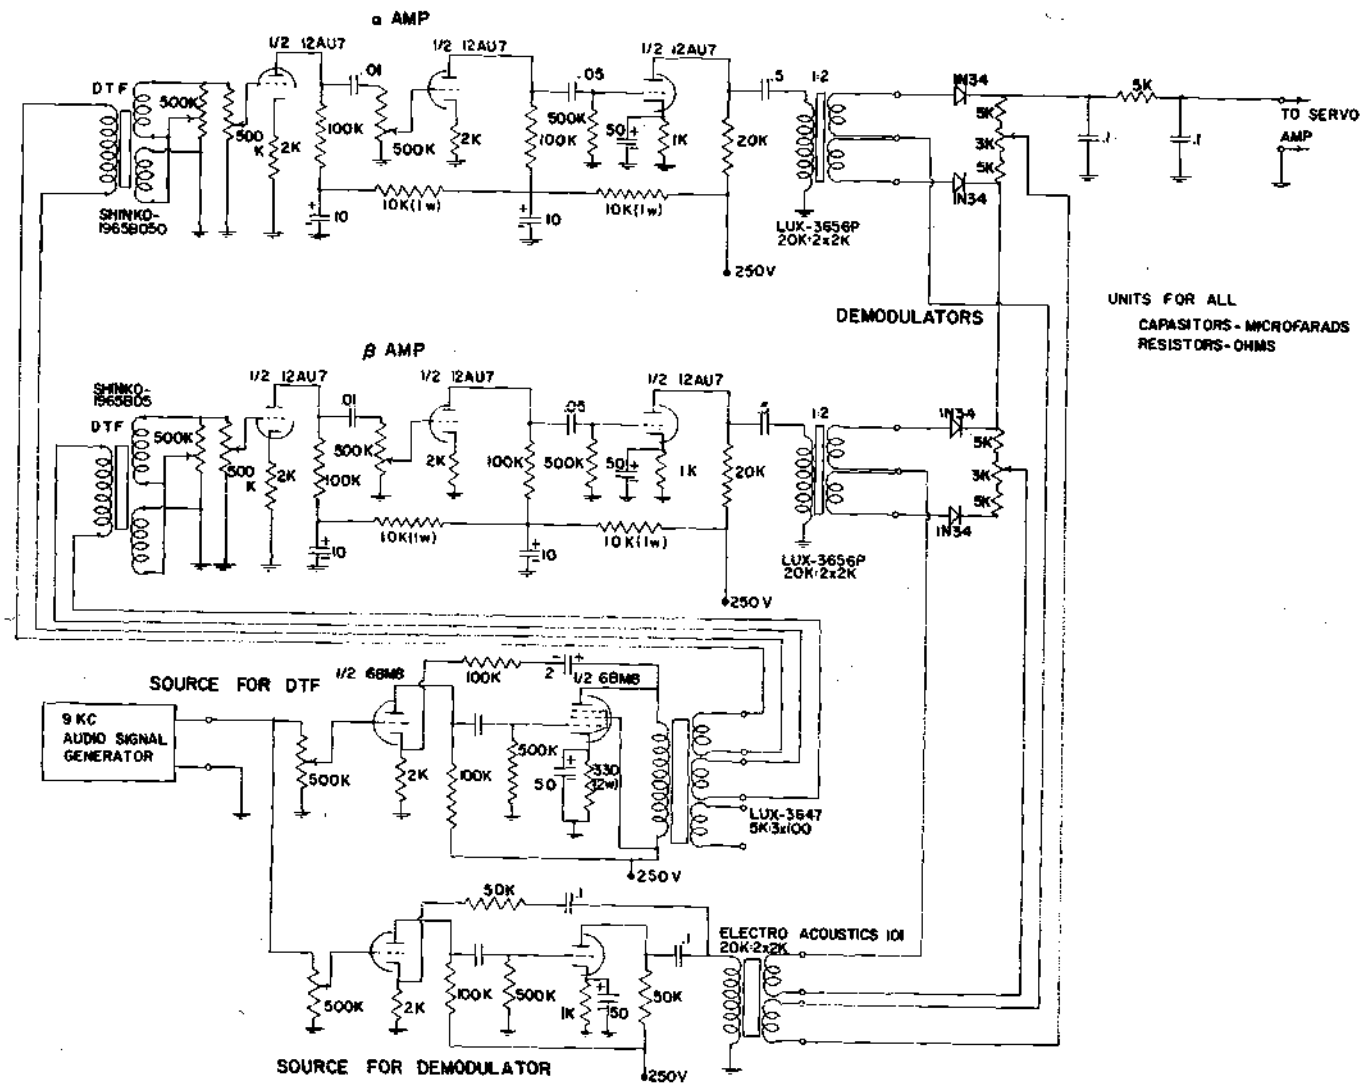 α AMP
1/2 12AU7
1/2 12AU7
1/2 12AU7
DTF
500K
500
K
2K
.01
100K
500K
2K
.05
100K
500K
50
1K
20K
.5
1:2
1N34
5K
3K
5K
1N34
5K
.1
.1
TO SERVO
AMP
SHINKO-
1965B050
10
10K(1w)
10
10K(1w)
250V
LUX-3656P
20K:2x2K
DEMODULATORS
UNITS FOR ALL
CAPASITORS-MICROFARADS
RESISTORS-OHMS
β AMP
1/2 12AU7
1/2 12AU7
1/2 12AU7
SHINKO-
1965B05
DTF
500K
500
K
2K
.01
100K
500K
2K
.05
100K
500K
50
1K
20K
1:2
1N34
5K
3K
5K
1N34
10
10K(1w)
10
10K(1w)
250V
LUX-3656P
20K:2x2K
SOURCE FOR DTF
1/2 6BM8
100K
2
1/2 6BM8
9 KC
AUDIO SIGNAL
GENERATOR
500K
2K
100K
500K
50
330
(2w)
LUX-3647
5K:3x100
250V
50K
.1
ELECTRO ACOUSTICS 101
20K:2x2K
.1
500K
2K
100K
500K
1K
50
50K
250V
SOURCE FOR DEMODULATOR